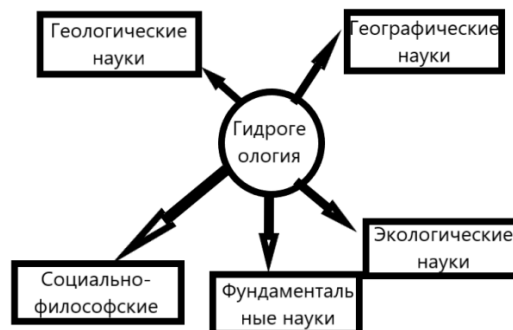 Геологические
науки
Географические
науки
Гидроге
ология
Экологические
науки
Социально-
философские
Фундаменталь
ные науки